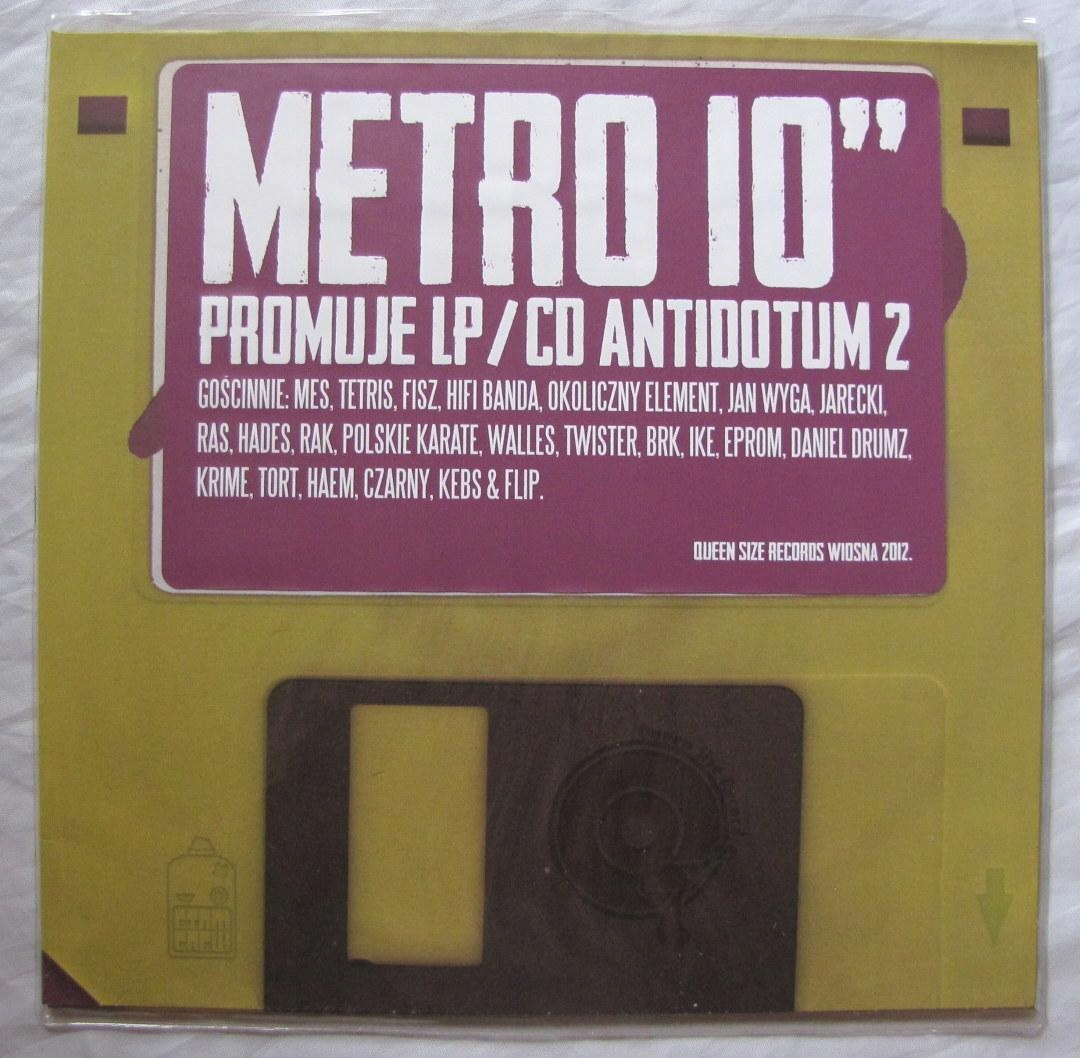 METRO 10”
PROMUJE LP/CD ANTIDOTUM 2
GOŚCINNIE: MES, TETRIS, FISZ, HIFI BANDA, OKOLICZNY ELEMENT, JAN WYGA, JARECKI,
RAS, HADES, RAK, POLSKIE KARATE, WALLES, TWISTER, BRK, IKE, EPROM, DANIEL DRUMZ,
KRIME, TORT, HAEM, CZARNY, KEBS & FLIP.
QUEEN SIZE RECORDS WIOSNA 2012.